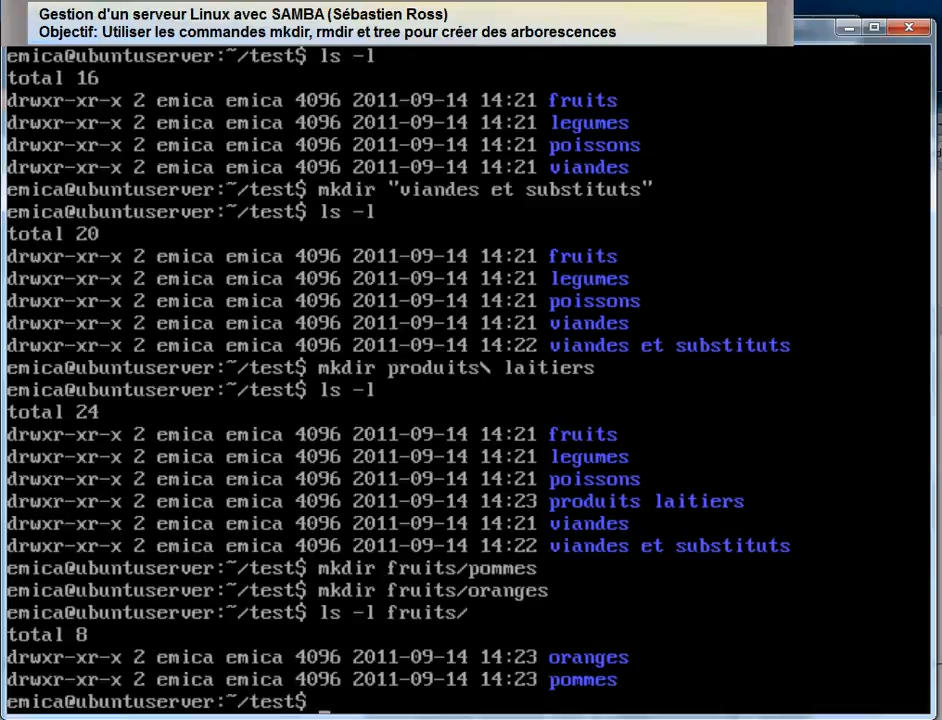 Gestion d'un serveur Linux avec SAMBA (Sébastien Ross)
Objectif: Utiliser les commandes mkdir, rmdir et tree pour créer des arborescences
emica@ubuntuserver:~/test$ ls -l
total 16
drwxr-xr-x 2 emica emica 4096 2011-09-14 14:21 fruits
drwxr-xr-x 2 emica emica 4096 2011-09-14 14:21 legumes
drwxr-xr-x 2 emica emica 4096 2011-09-14 14:21 poissons
drwxr-xr-x 2 emica emica 4096 2011-09-14 14:21 viandes
emica@ubuntuserver:~/test$ mkdir "viandes et substituts"
emica@ubuntuserver:~/test$ ls -l
total 20
drwxr-xr-x 2 emica emica 4096 2011-09-14 14:21 fruits
drwxr-xr-x 2 emica emica 4096 2011-09-14 14:21 legumes
drwxr-xr-x 2 emica emica 4096 2011-09-14 14:21 poissons
drwxr-xr-x 2 emica emica 4096 2011-09-14 14:21 viandes
drwxr-xr-x 2 emica emica 4096 2011-09-14 14:22 viandes et substituts
emica@ubuntuserver:~/test$ mkdir produits\ laitiers
emica@ubuntuserver:~/test$ ls -l
total 24
drwxr-xr-x 2 emica emica 4096 2011-09-14 14:21 fruits
drwxr-xr-x 2 emica emica 4096 2011-09-14 14:21 legumes
drwxr-xr-x 2 emica emica 4096 2011-09-14 14:21 poissons
drwxr-xr-x 2 emica emica 4096 2011-09-14 14:23 produits laitiers
drwxr-xr-x 2 emica emica 4096 2011-09-14 14:21 viandes
drwxr-xr-x 2 emica emica 4096 2011-09-14 14:22 viandes et substituts
emica@ubuntuserver:~/test$ mkdir fruits/pommes
emica@ubuntuserver:~/test$ mkdir fruits/oranges
emica@ubuntuserver:~/test$ ls -l fruits/
total 8
drwxr-xr-x 2 emica emica 4096 2011-09-14 14:23 oranges
drwxr-xr-x 2 emica emica 4096 2011-09-14 14:23 pommes
emica@ubuntuserver:~/test$ _